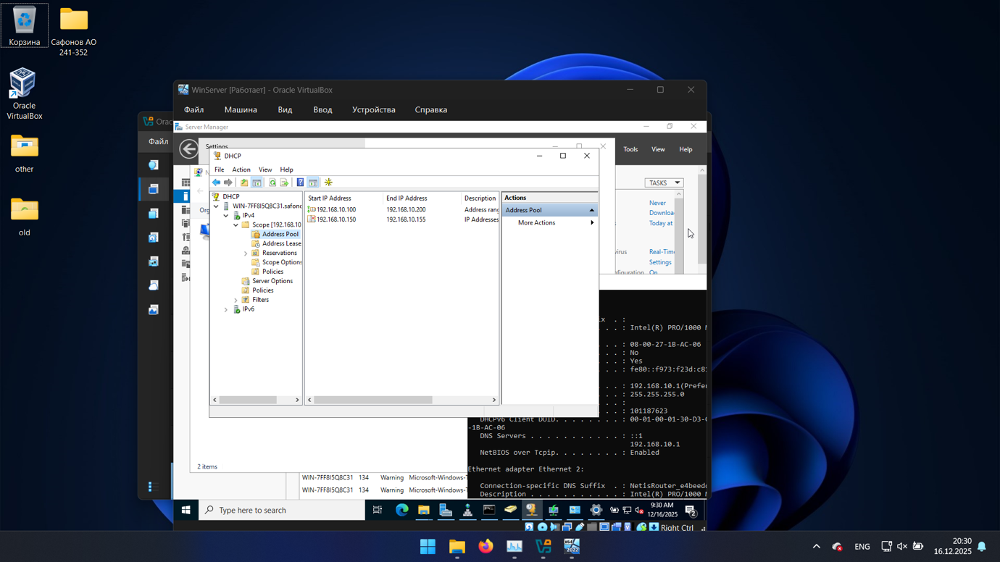 Корзина
Сафонов АО
241-352
Oracle
VirtualBox
other
old
Файл
WinServer [Работает] - Oracle VirtualBox
Файл Машина Вид Ввод Устройства Справка
Server Manager
Settings
Tools View Help
DHCP
File Action View Help
DHCP
WIN-7FF8I5Q8C31.safono
IPv4
Scope [192.168.10
Address Pool
Address Lease
Reservations
Scope Options
Policies
Server Options
Policies
Filters
IPv6
Start IP Address End IP Address Description
192.168.10.100 192.168.10.200 Address rang
192.168.10.150 192.168.10.155 IP Addresses
Actions
Address Pool
More Actions
TASKS
Never
Downloa
Today at
Real-Time
Settings
On
: Intel(R) PRO/1000 M
: 08-00-27-1B-AC-06
: No
: Yes
: fe80::f973:f23d:c8
: 192.168.10.1(Prefer
: 255.255.255.0
:
: 101187623
DHCPv6 Client DUID. . . . . . . . : 00-01-00-01-30-D3-
-1B-AC-06
DNS Servers . . . . . . . . . . . : ::1
192.168.10.1
NetBIOS over Tcpip. . . . . . . . : Enabled
Ethernet adapter Ethernet 2:
Connection-specific DNS Suffix . : NetisRouter_e4beed
Description . . . . . . . . . . . : Intel(R) PRO/1000 M
2 items
WIN-7FF8I5Q8C31 134 Warning Microsoft-Windows-T
WIN-7FF8I5Q8C31 134 Warning Microsoft-Windows-T
Type here to search
9:30 AM
12/16/2025
2
Right Ctrl
ENG
20:30
16.12.2025